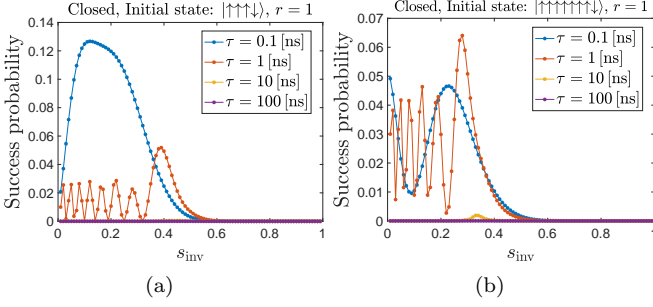 Closed, Initial state: |↑↑↑↓⟩, r = 1
Success probability
0.14
0.12
0.1
0.08
0.06
0.04
0.02
0
0 0.2 0.4 0.6 0.8 1
s_inv
τ = 0.1 [ns]
τ = 1 [ns]
τ = 10 [ns]
τ = 100 [ns]
(a)
Closed, Initial state: |↑↑↑↑↑↑↑↓⟩, r = 1
Success probability
0.07
0.06
0.05
0.04
0.03
0.02
0.01
0
0 0.2 0.4 0.6 0.8 1
s_inv
τ = 0.1 [ns]
τ = 1 [ns]
τ = 10 [ns]
τ = 100 [ns]
(b)